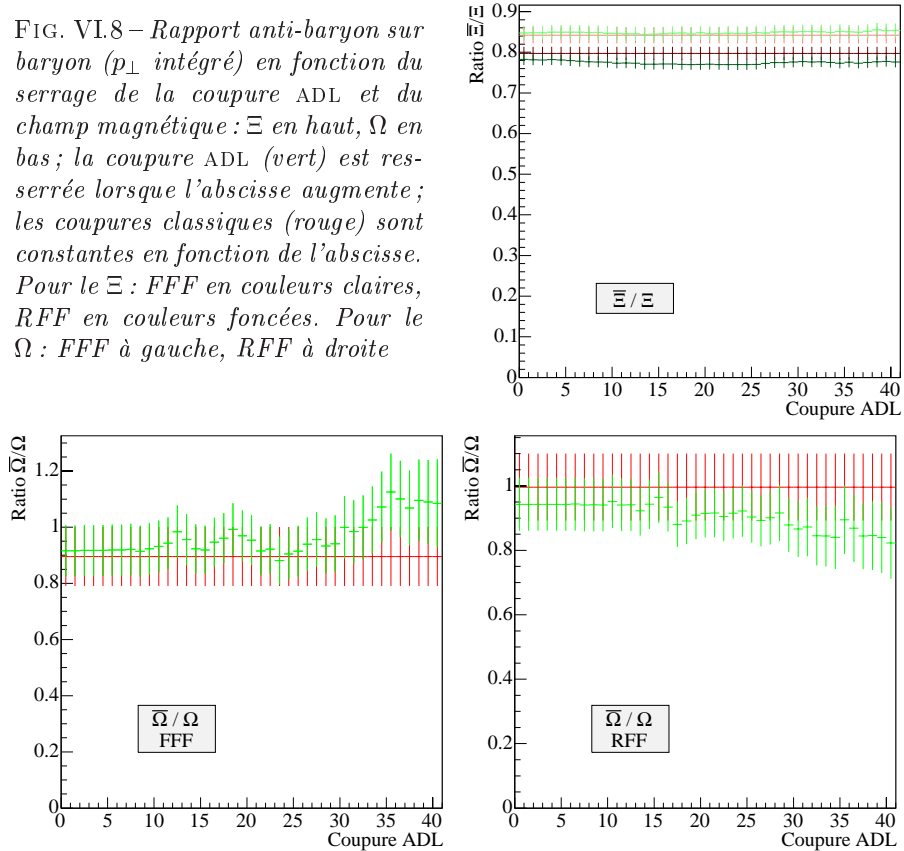 FIG. VI.8 – Rapport anti-baryon sur
baryon (p⊥ intégré) en fonction du
serrage de la coupure ADL et du
champ magnétique : Ξ en haut, Ω en
bas ; la coupure ADL (vert) est res-
serrée lorsque l'abscisse augmente ;
les coupures classiques (rouge) sont
constantes en fonction de l'abscisse.
Pour le Ξ : FFF en couleurs claires,
RFF en couleurs foncées. Pour le
Ω : FFF à gauche, RFF à droite
Ratio Ξ̅/Ξ
0.9
0.8
0.7
0.6
0.5
0.4
0.3
0.2
0.1
0
Ξ̅ / Ξ
0 5 10 15 20 25 30 35 40
Coupure ADL
Ratio Ω̅/Ω
1.2
1
0.8
0.6
0.4
0.2
0
Ω̅ / Ω
FFF
0 5 10 15 20 25 30 35 40
Coupure ADL
Ratio Ω̅/Ω
1
0.8
0.6
0.4
0.2
0
Ω̅ / Ω
RFF
0 5 10 15 20 25 30 35 40
Coupure ADL